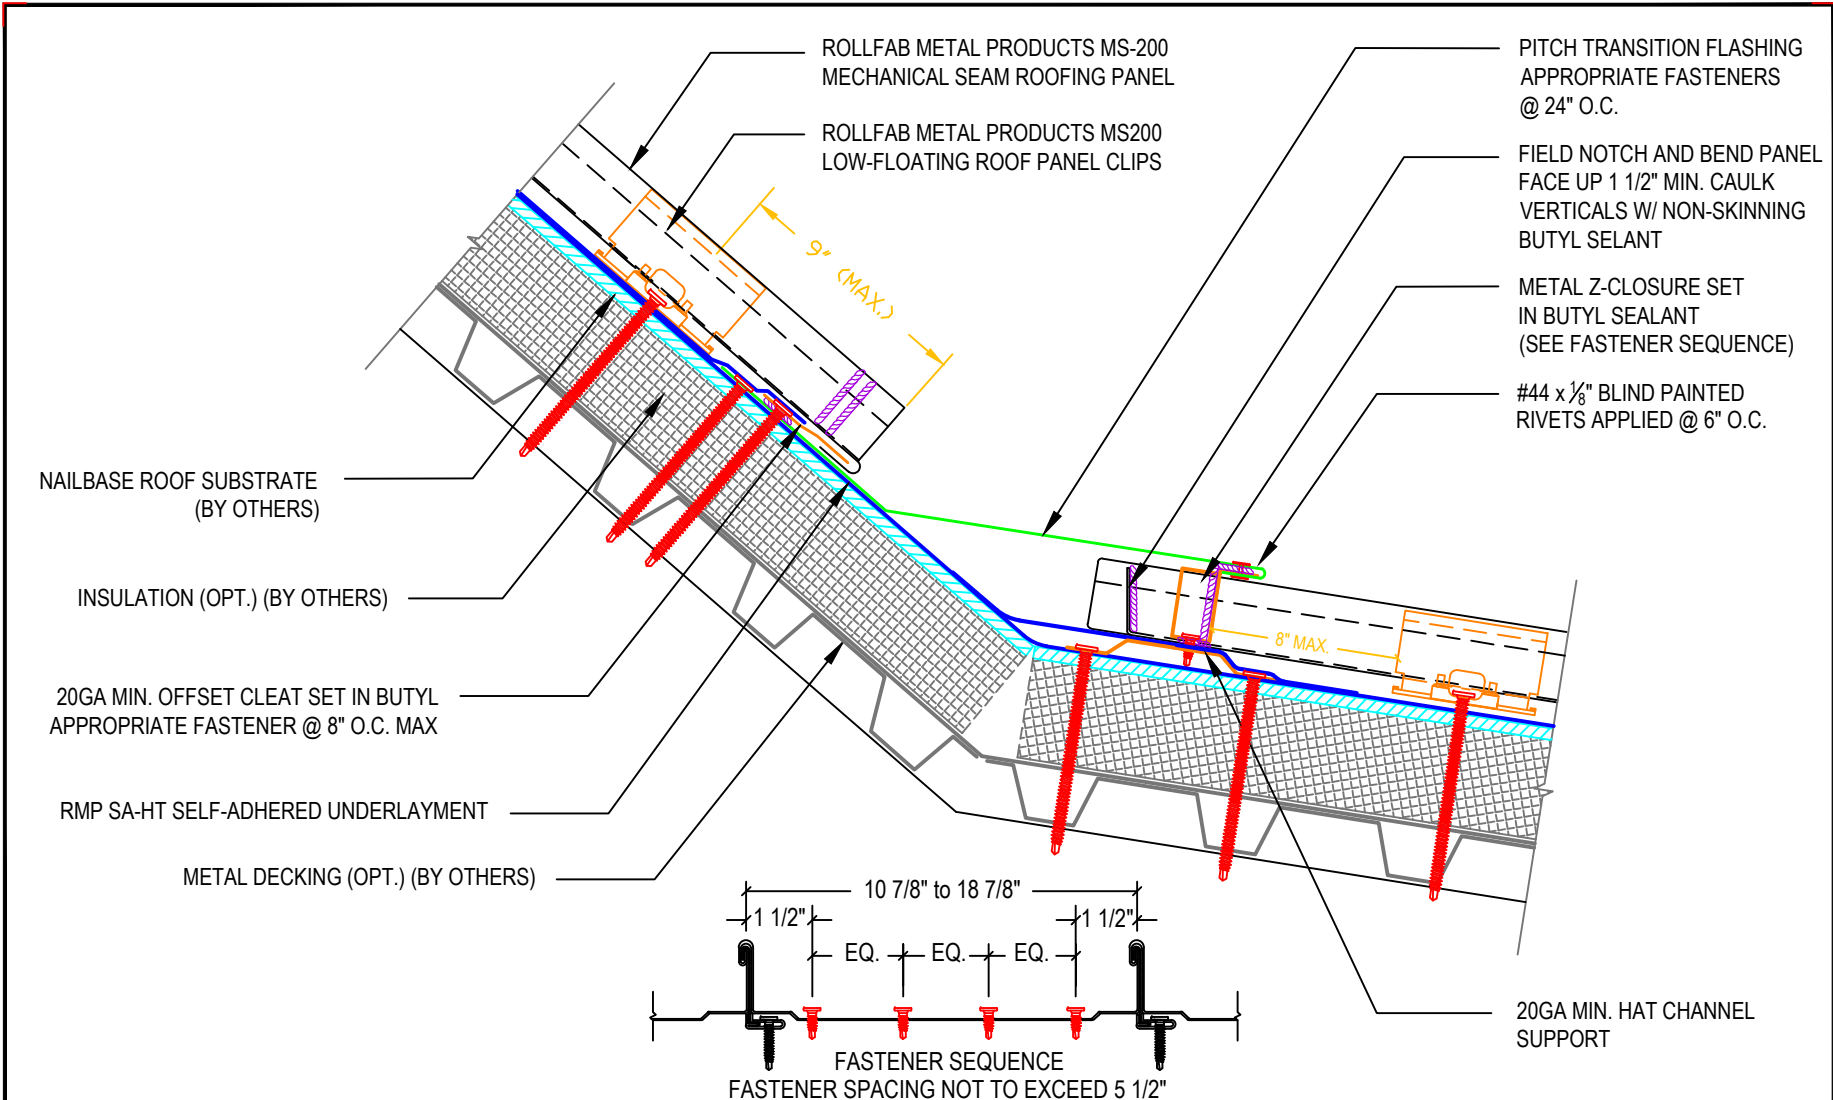 ROLLFAB METAL PRODUCTS MS-200
MECHANICAL SEAM ROOFING PANEL
ROLLFAB METAL PRODUCTS MS200
LOW-FLOATING ROOF PANEL CLIPS
PITCH TRANSITION FLASHING
APPROPRIATE FASTENERS
@ 24" O.C.
FIELD NOTCH AND BEND PANEL
FACE UP 1 1/2" MIN. CAULK
VERTICALS W/ NON-SKINNING
BUTYL SELANT
METAL Z-CLOSURE SET
IN BUTYL SEALANT
(SEE FASTENER SEQUENCE)
#44 x 1/8" BLIND PAINTED
RIVETS APPLIED @ 6" O.C.
9" (MAX.)
8" MAX.
NAILBASE ROOF SUBSTRATE
(BY OTHERS)
INSULATION (OPT.) (BY OTHERS)
20GA MIN. OFFSET CLEAT SET IN BUTYL
APPROPRIATE FASTENER @ 8" O.C. MAX
RMP SA-HT SELF-ADHERED UNDERLAYMENT
METAL DECKING (OPT.) (BY OTHERS)
10 7/8" to 18 7/8"
1 1/2" 1 1/2"
EQ. EQ. EQ.
20GA MIN. HAT CHANNEL
SUPPORT
FASTENER SEQUENCE
FASTENER SPACING NOT TO EXCEED 5 1/2"